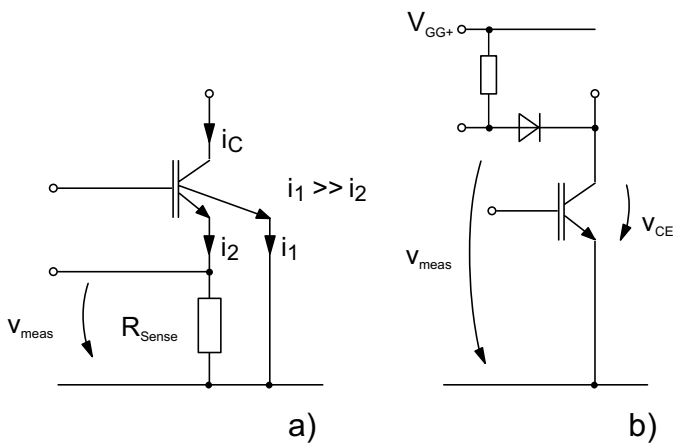 V_GG+
i_C
i_1 >> i_2
i_2
i_1
v_CE
v_meas
v_meas
R_Sense
a)
b)